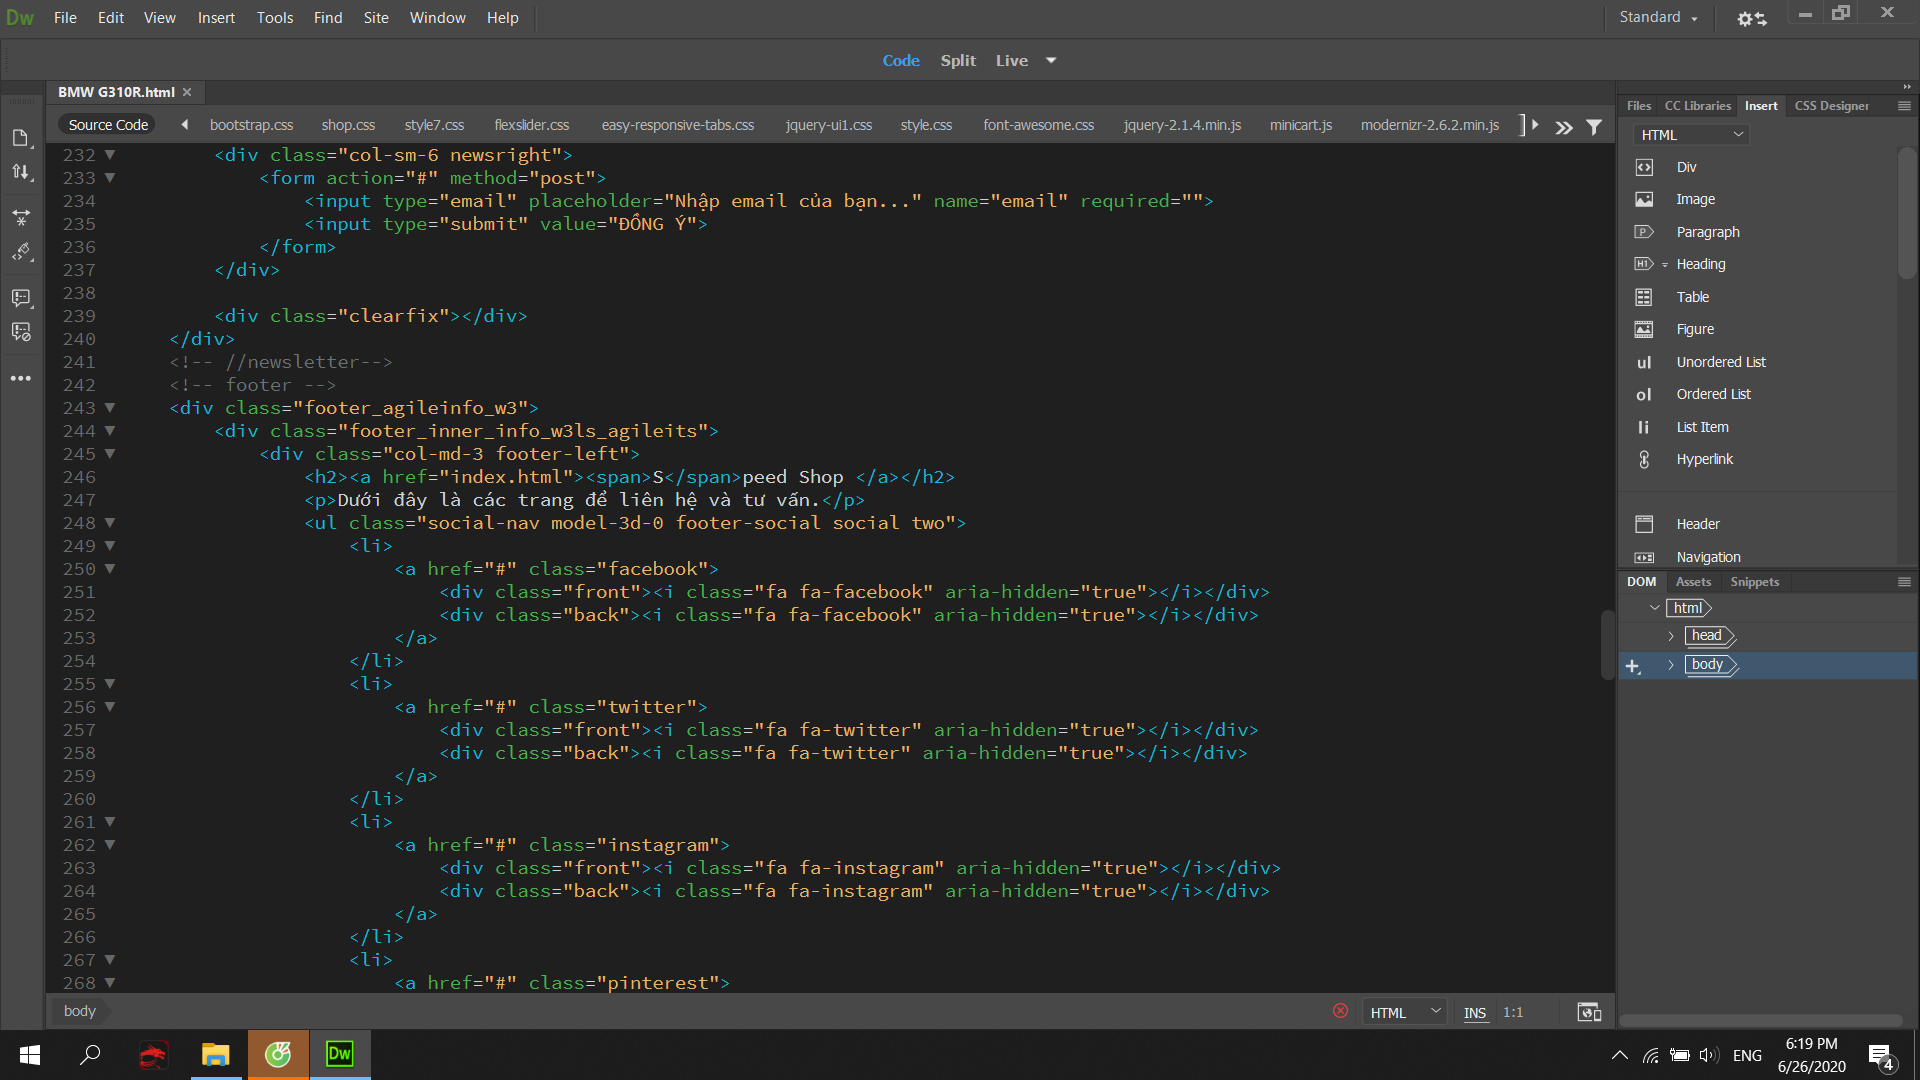 Dw File Edit View Insert Tools Find Site Window Help Standard
Code Split Live
BMW G310R.html
Source Code bootstrap.css shop.css style7.css flexslider.css easy-responsive-tabs.css jquery-ui1.css style.css font-awesome.css jquery-2.1.4.min.js minicart.js modernizr-2.6.2.min.js
232 <div class="col-sm-6 newsright">
233 <form action="#" method="post">
234 <input type="email" placeholder="Nhập email của bạn..." name="email" required="">
235 <input type="submit" value="ĐỒNG Ý">
236 </form>
237 </div>
238
239 <div class="clearfix"></div>
240 </div>
241 <!-- //newsletter-->
242 <!-- footer -->
243 <div class="footer_agileinfo_w3">
244 <div class="footer_inner_info_w3ls_agileits">
245 <div class="col-md-3 footer-left">
246 <h2><a href="index.html"><span>S</span>peed Shop </a></h2>
247 <p>Dưới đây là các trang để liên hệ và tư vấn.</p>
248 <ul class="social-nav model-3d-0 footer-social social two">
249 <li>
250 <a href="#" class="facebook">
251 <div class="front"><i class="fa fa-facebook" aria-hidden="true"></i></div>
252 <div class="back"><i class="fa fa-facebook" aria-hidden="true"></i></div>
253 </a>
254 </li>
255 <li>
256 <a href="#" class="twitter">
257 <div class="front"><i class="fa fa-twitter" aria-hidden="true"></i></div>
258 <div class="back"><i class="fa fa-twitter" aria-hidden="true"></i></div>
259 </a>
260 </li>
261 <li>
262 <a href="#" class="instagram">
263 <div class="front"><i class="fa fa-instagram" aria-hidden="true"></i></div>
264 <div class="back"><i class="fa fa-instagram" aria-hidden="true"></i></div>
265 </a>
266 </li>
267 <li>
268 <a href="#" class="pinterest">
body HTML INS 1:1
Files CC Libraries Insert CSS Designer
HTML
Div
Image
Paragraph
Heading
Table
Figure
ul Unordered List
ol Ordered List
li List Item
Hyperlink
Header
Navigation
DOM Assets Snippets
html
head
body
Dw
ENG
6:19 PM
6/26/2020
4